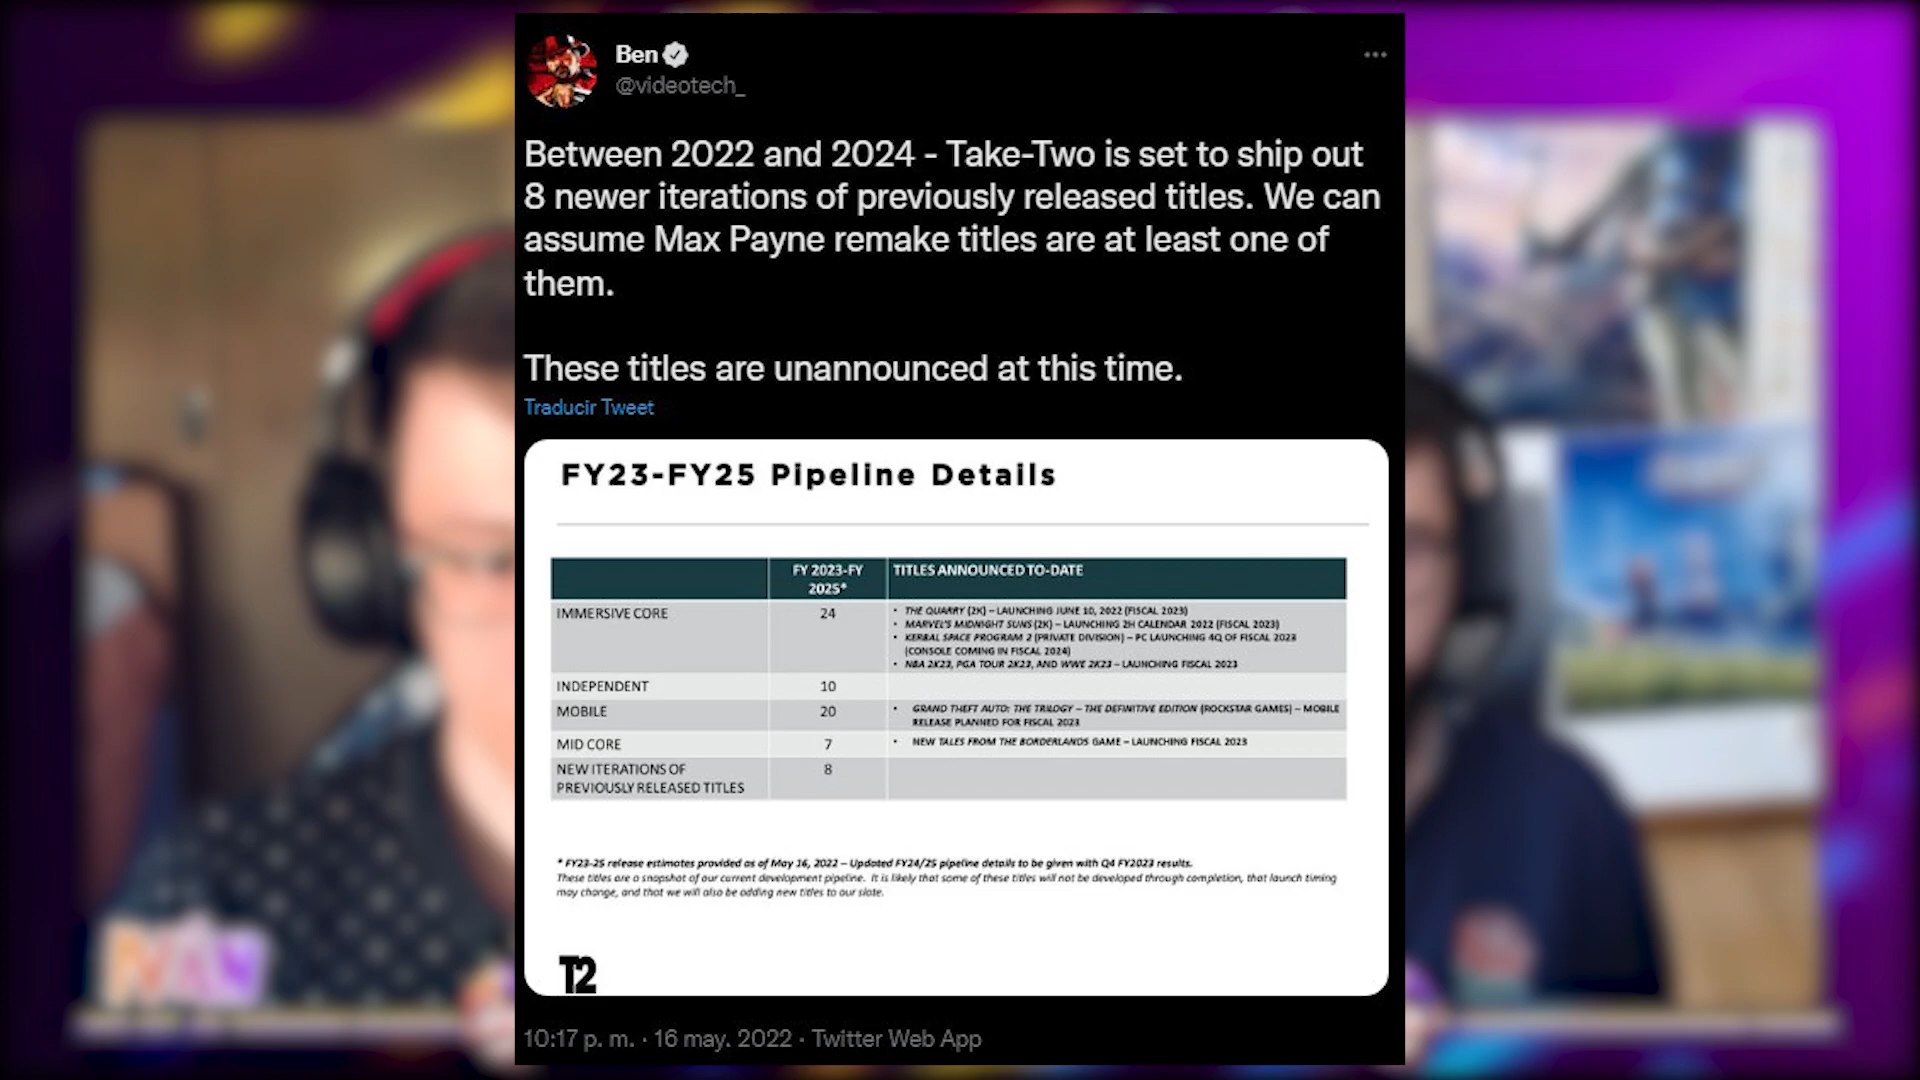 Ben
@videotech_
Between 2022 and 2024 - Take-Two is set to ship out
8 newer iterations of previously released titles. We can
assume Max Payne remake titles are at least one of
them.
These titles are unannounced at this time.
Traducir Tweet
FY23-FY25 Pipeline Details
FY 2023-FY
2025*
TITLES ANNOUNCED TO-DATE
IMMERSIVE CORE
24
• THE QUARRY (2K) – LAUNCHING JUNE 10, 2022 (FISCAL 2023)
• MARVEL'S MIDNIGHT SUNS (2K) – LAUNCHING 2H CALENDAR 2022 (FISCAL 2023)
• KERBAL SPACE PROGRAM 2 (PRIVATE DIVISION) – PC LAUNCHING 4Q OF FISCAL 2023
(CONSOLE COMING IN FISCAL 2024)
• NBA 2K23, PGA TOUR 2K23, AND WWE 2K23 – LAUNCHING FISCAL 2023
INDEPENDENT
10
MOBILE
20
• GRAND THEFT AUTO: THE TRILOGY – THE DEFINITIVE EDITION (ROCKSTAR GAMES) – MOBILE
RELEASE PLANNED FOR FISCAL 2023
MID CORE
7
• NEW TALES FROM THE BORDERLANDS GAME – LAUNCHING FISCAL 2023
NEW ITERATIONS OF
PREVIOUSLY RELEASED TITLES
8
* FY23-25 release estimates provided as of May 16, 2022 – Updated FY24/25 pipeline details to be given with Q4 FY2023 results.
These titles are a snapshot of our current development pipeline. It is likely that some of these titles will not be developed through completion, that launch timing
may change, and that we will also be adding new titles to our slate.
T2
10:17 p. m. · 16 may. 2022 · Twitter Web App